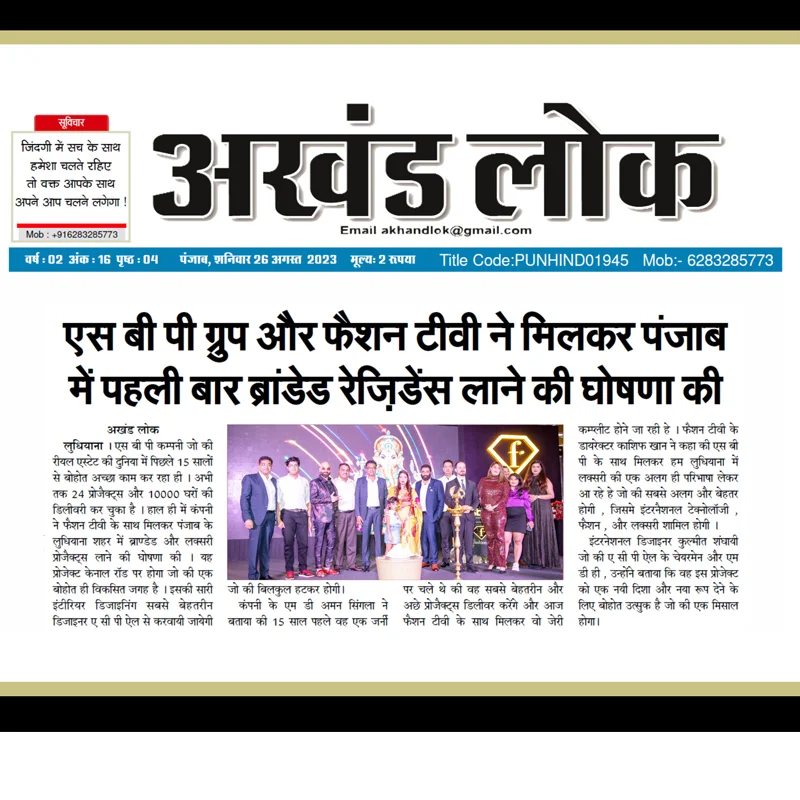 सुविचार
जिंदगी में सच के साथ
हमेशा चलते रहिए
तो वक्त आपके साथ
अपने आप चलने लगेगा !
Mob : +916283285773
अखंड लोक
Email akhandlok@gmail.com
वर्ष : 02 अंक : 16 पृष्ठ : 04 पंजाब, शनिवार 26 अगस्त 2023 मूल्य: 2 रूपया Title Code:PUNHIND01945 Mob:- 6283285773
एस बी पी ग्रुप और फैशन टीवी ने मिलकर पंजाब
में पहली बार ब्रांडेड रेज़िडेंस लाने की घोषणा की
अखंड लोक
लुधियाना । एस बी पी कम्पनी जो की
रीयल एस्टेट की दुनिया में पिछले 15 सालों
से बोहोत अच्छा काम कर रहा ही । अभी
तक 24 प्रोजैक्ट्स और 10000 घरों की
डिलीवरी कर चुका है । हाल ही में कंपनी
ने फैशन टीवी के साथ मिलकर पंजाब के
लुधियाना शहर में ब्राण्डेड और लक्सरी
प्रोजैक्ट्स लाने की घोषणा की । यह
प्रोजेक्ट केनाल रॉड पर होगा जो की एक
बोहोत ही विकसित जगह है । इसकी सारी
इंटीरियर डिजाइनिंग सबसे बेहतरीन
डिजाइनर ए सी पी ऐल से करवायी जायेगी
f
जो की बिलकुल हटकर होगी।
कंपनी के एम डी अमन सिंगला ने
बताया की 15 साल पहले वह एक जर्नी
पर चले थे की वह सबसे बेहतरीन और
अछे प्रोजैक्ट्स डिलीवर करेंगे और आज
फैशन टीवी के साथ मिलकर वो जेरी
कम्प्लीट होने जा रही हे । फैशन टीवी के
डायरेक्टर काशिफ खान ने कहा की एस बी
पी के साथ मिलकर हम लुधियाना में
लक्सरी की एक अलग ही परिभाषा लेकर
आ रहे हे जो की सबसे अलग और बेहतर
होगी , जिसमे इंटरनैशनल टेक्नोलॉजी ,
फैशन , और लक्सरी शामिल होगी ।
इंटरनेशनल डिजाइनर कुल्मीत शंघायी
जो की ए सी पी ऐल के चेयरमेन और एम
डी ही , उन्होंने बताया कि वह इस प्रोजेक्ट
को एक नयी दिशा और नया रूप देने के
लिए बोहोत उत्सुक है जो की एक मिसाल
होगा।